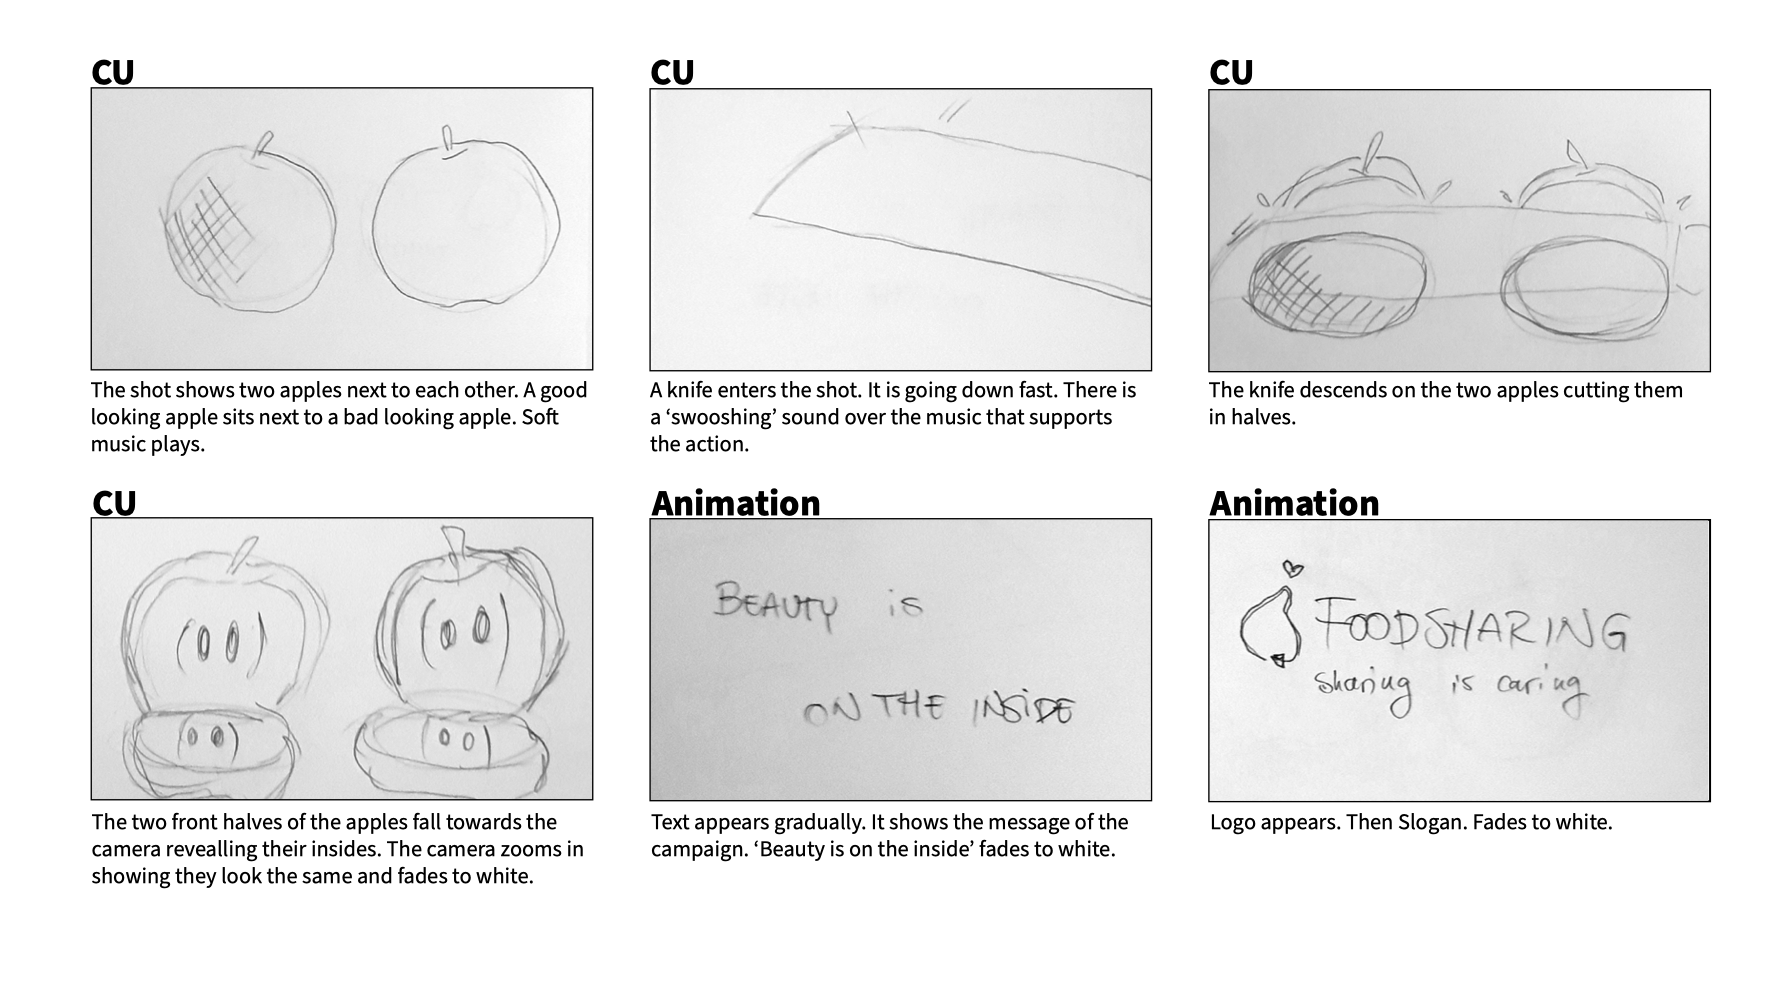 CU
CU
CU
The shot shows two apples next to each other. A good
looking apple sits next to a bad looking apple. Soft
music plays.
A knife enters the shot. It is going down fast. There is
a ‘swooshing’ sound over the music that supports
the action.
The knife descends on the two apples cutting them
in halves.
CU
Animation
Animation
BEAUTY is
ON THE INSiDE
FOODSHARING
Sharing is caring
The two front halves of the apples fall towards the
camera revealling their insides. The camera zooms in
showing they look the same and fades to white.
Text appears gradually. It shows the message of the
campaign. ‘Beauty is on the inside’ fades to white.
Logo appears. Then Slogan. Fades to white.